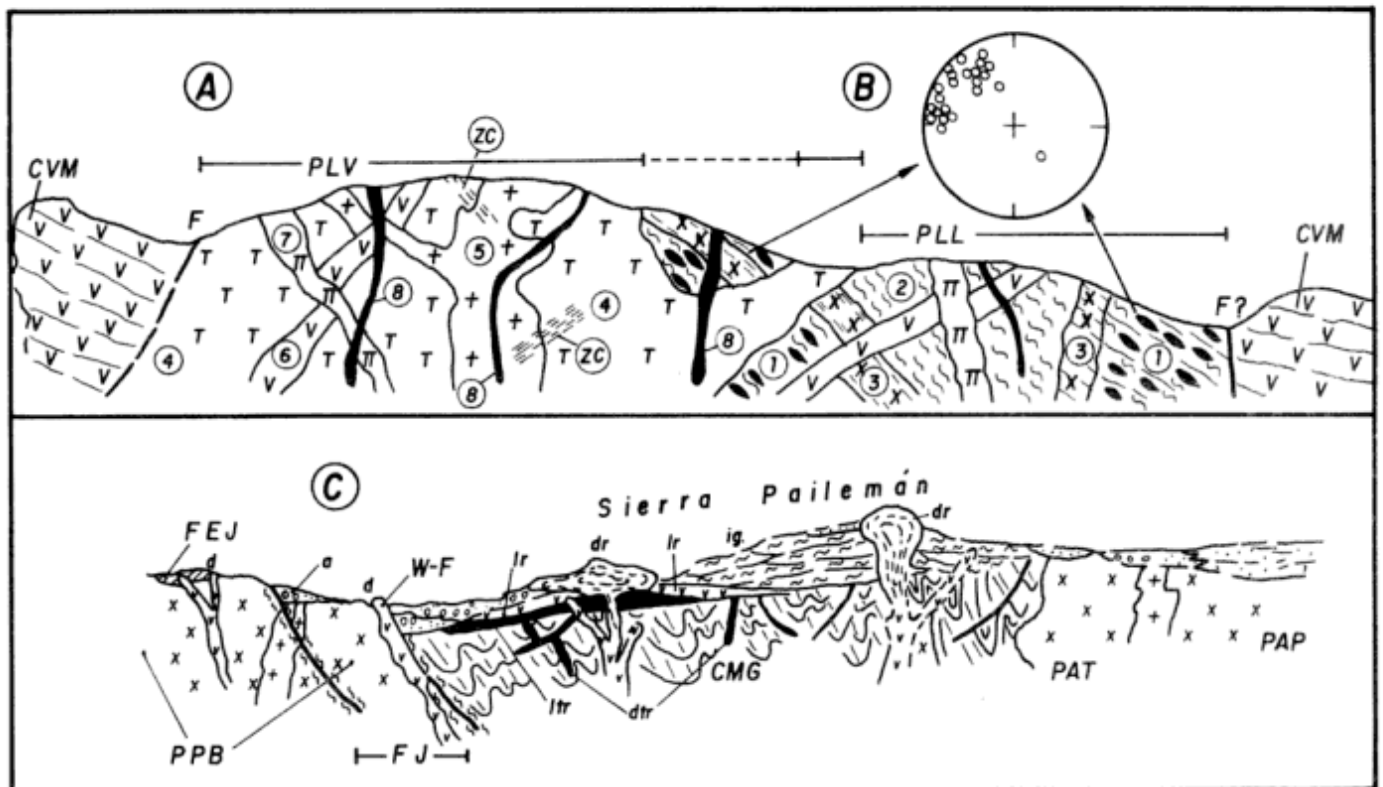 A
B
ZC
CVM
PLV
F
PLL
CVM
F?
7
5
2
8
4
4
8
6
ZC
1
3
3
1
8
C
Sierra Pailemán
FEJ
d
a
d
W-F
lr
dr
lr
ig.
dr
PPB
FJ
ltr
dtr
CMG
PAT
PAP